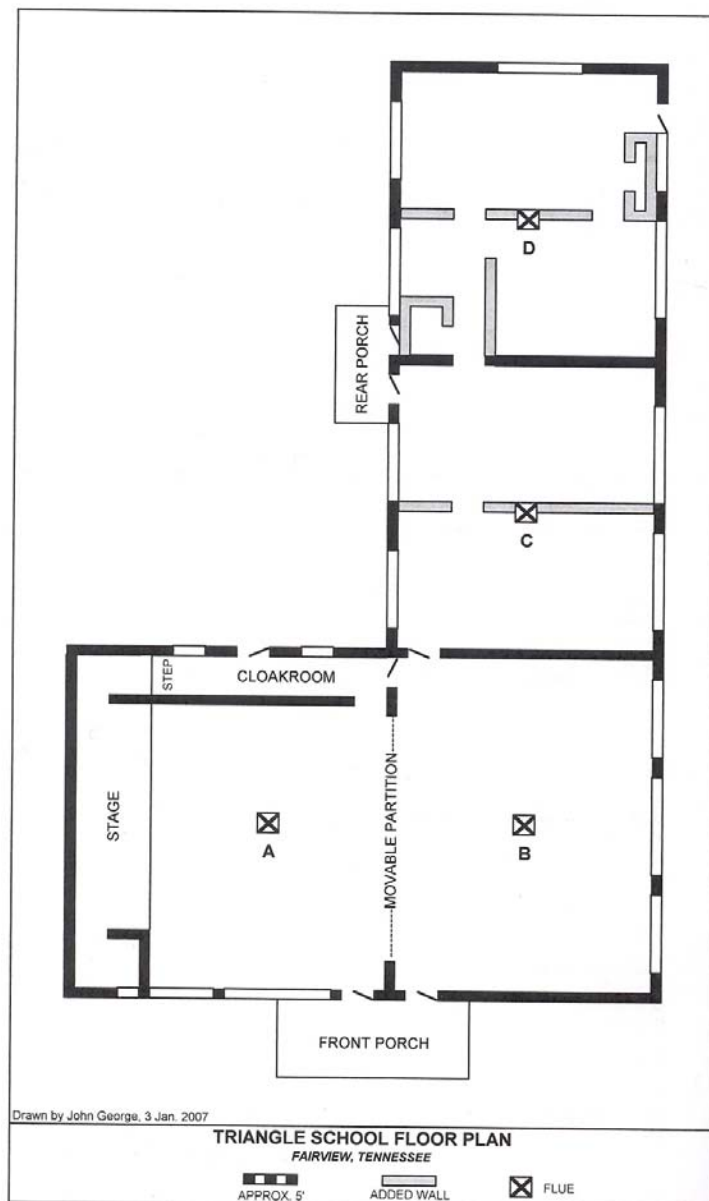 D
REAR PORCH
C
STEP
CLOAKROOM
STAGE
MOVABLE PARTITION
A
B
FRONT PORCH
Drawn by John George, 3 Jan. 2007
TRIANGLE SCHOOL FLOOR PLAN
FAIRVIEW, TENNESSEE
APPROX. 5'
ADDED WALL
FLUE